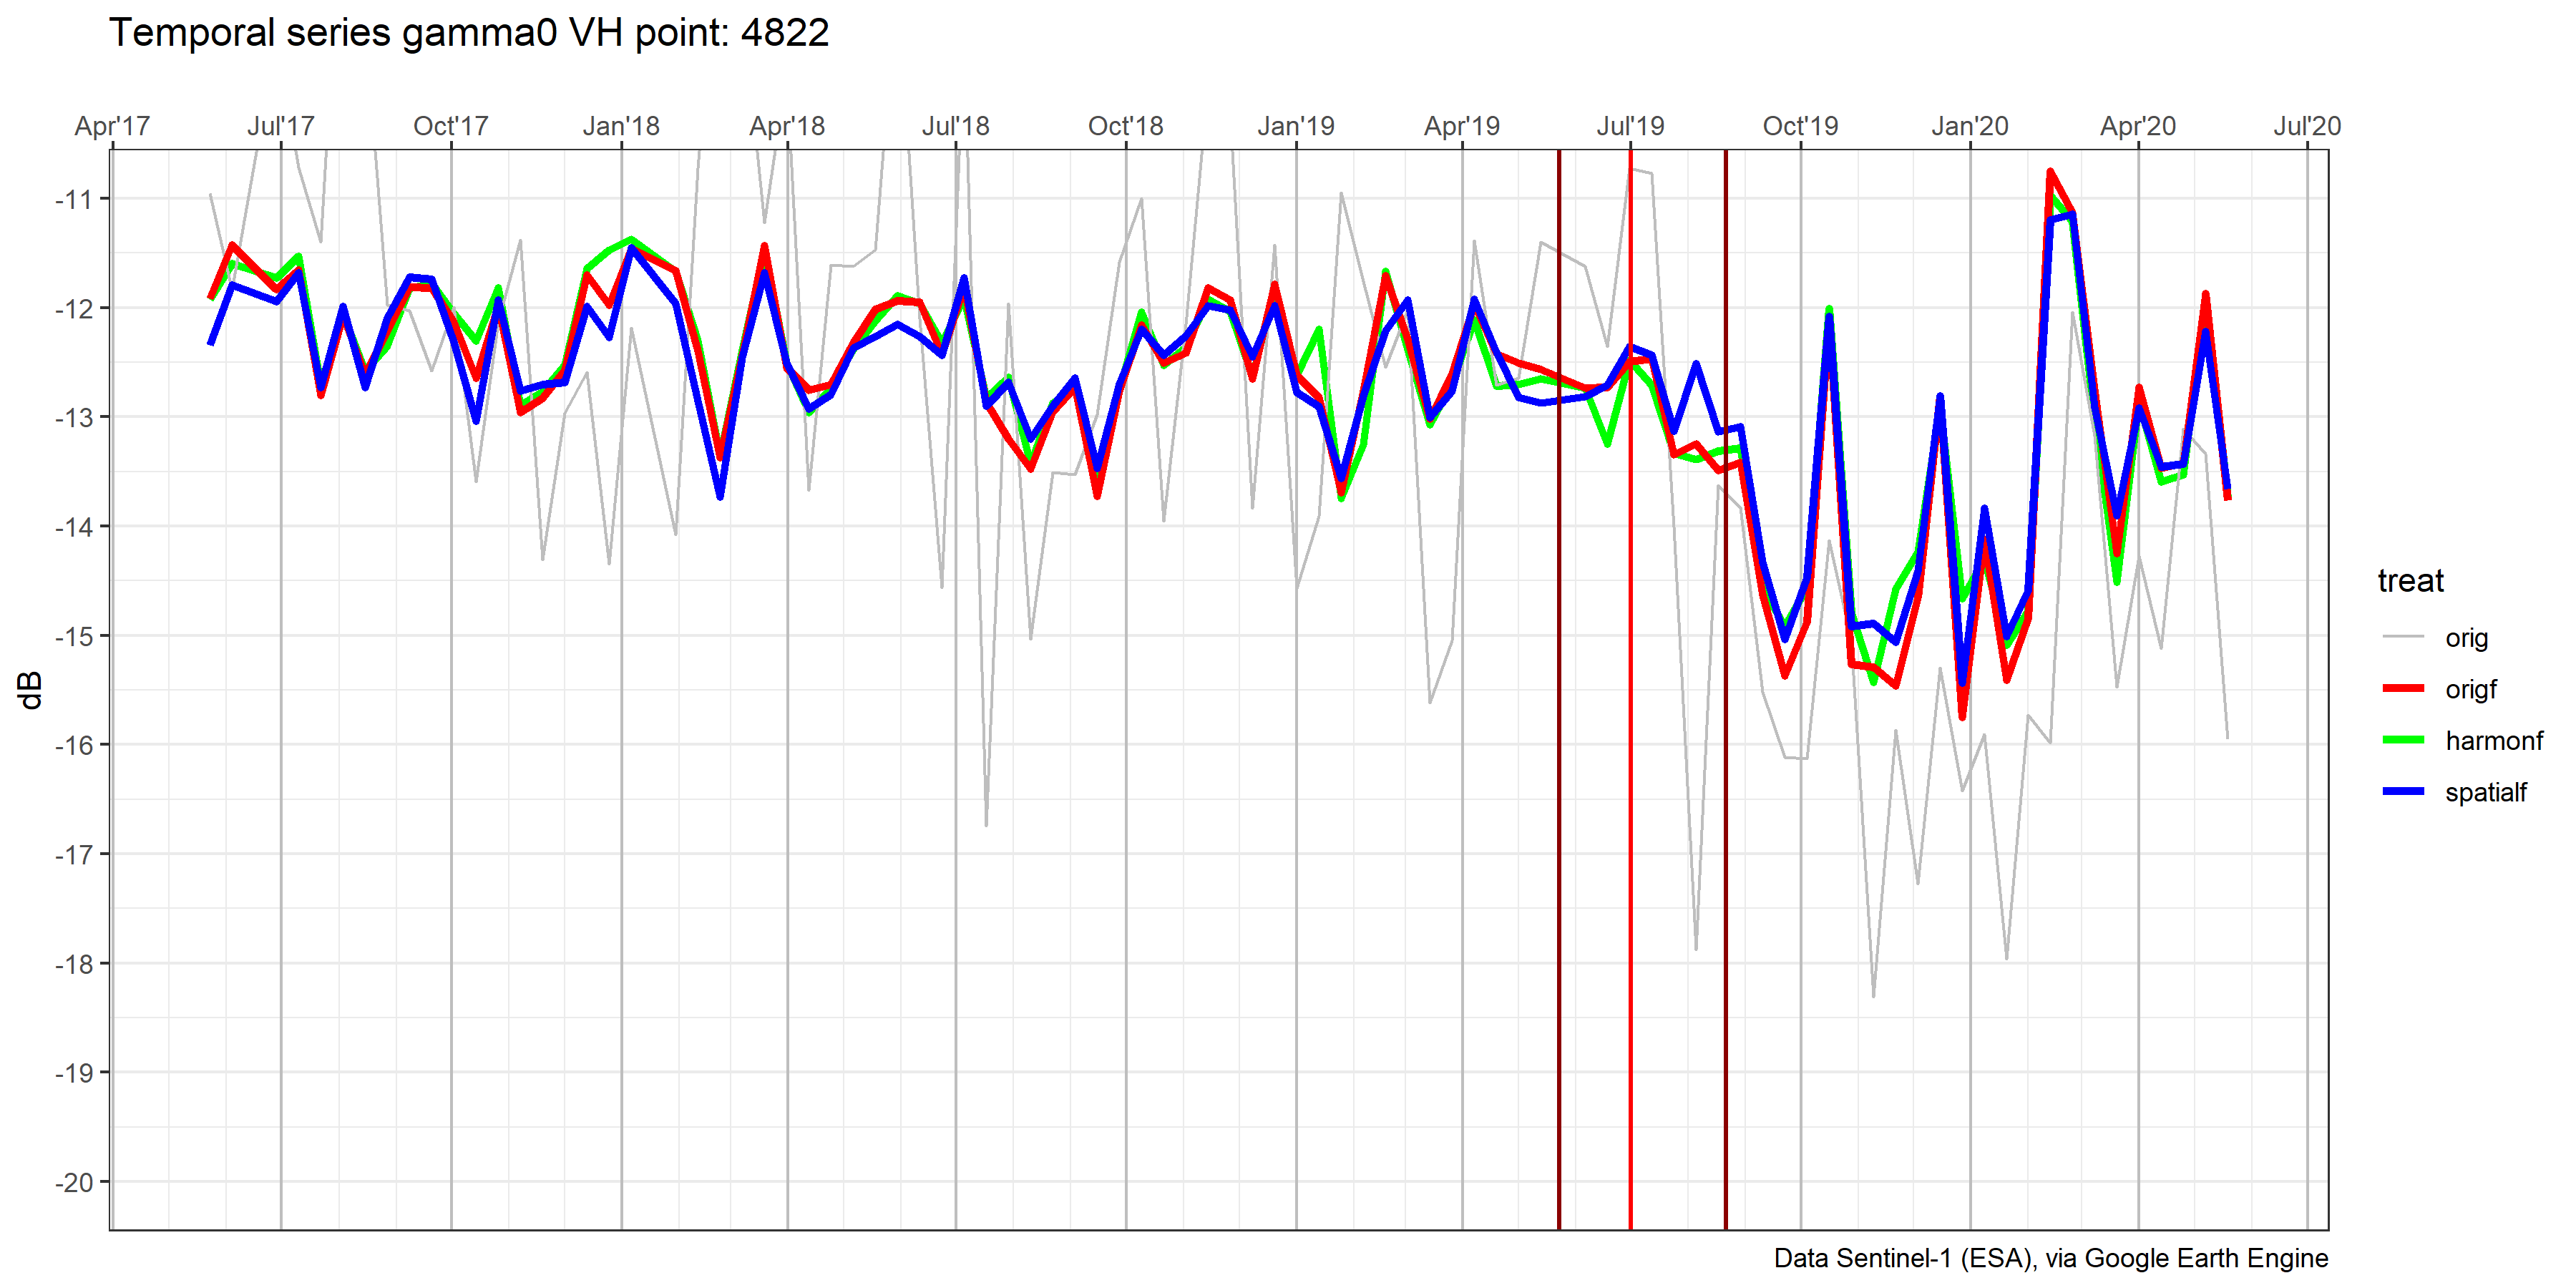 Temporal series gamma0 VH point: 4822
Apr'17 Jul'17 Oct'17 Jan'18 Apr'18 Jul'18 Oct'18 Jan'19 Apr'19 Jul'19 Oct'19 Jan'20 Apr'20 Jul'20
-11
-12
-13
-14
-15
-16
-17
-18
-19
-20
dB
treat
orig
origf
harmonf
spatialf
Data Sentinel-1 (ESA), via Google Earth Engine